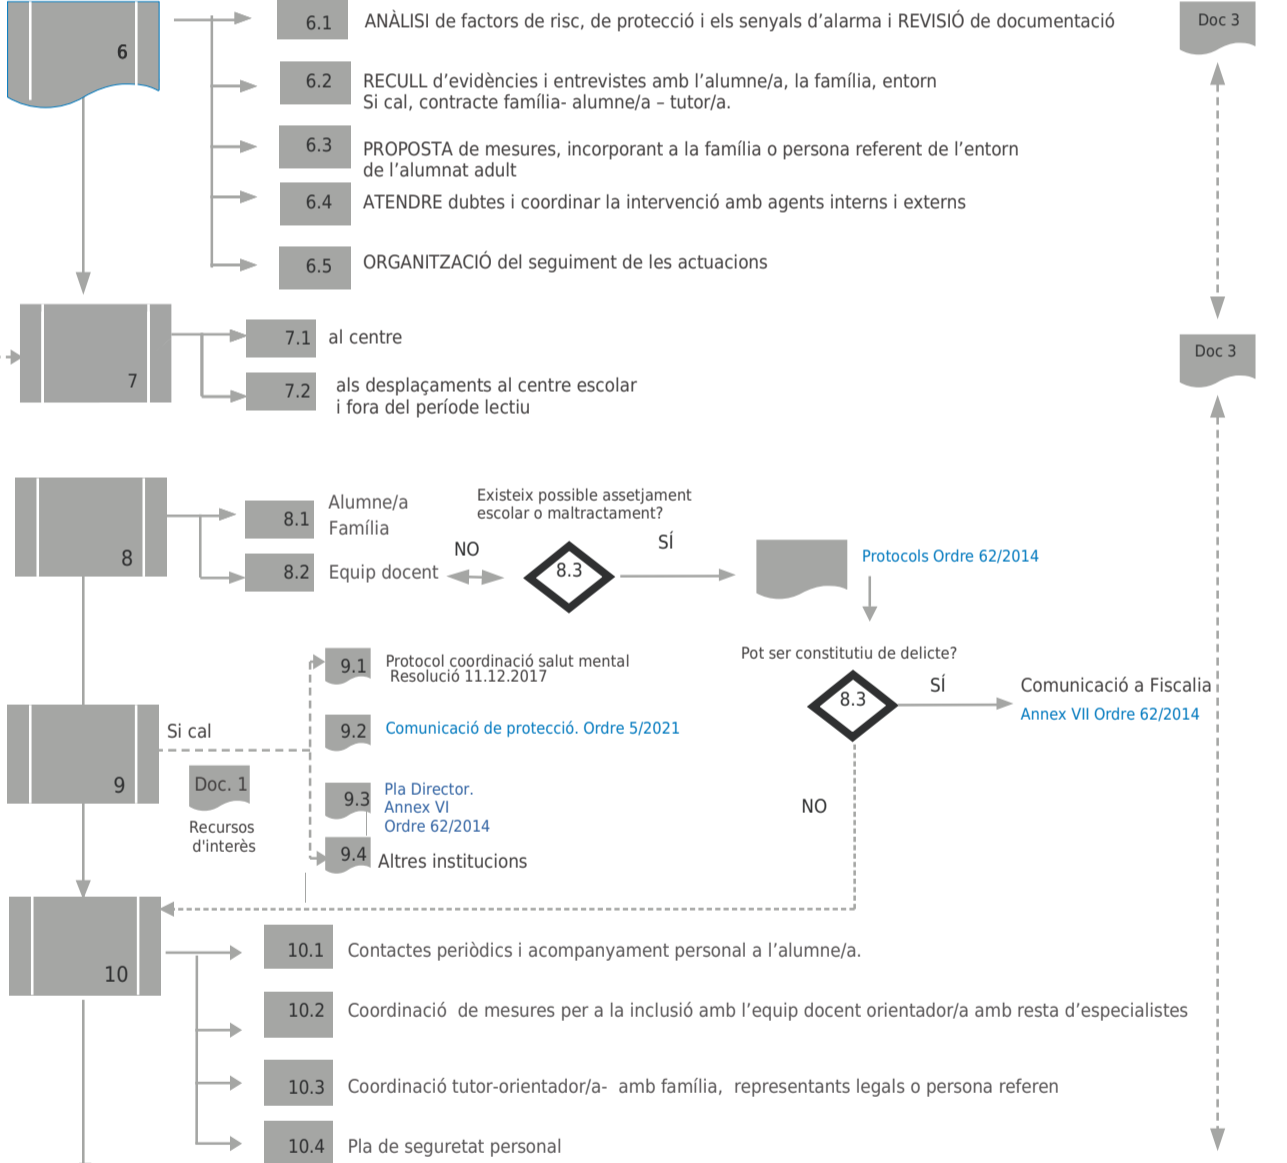 6
6.1 ANÀLISI de factors de risc, de protecció i els senyals d’alarma i REVISIÓ de documentació
Doc 3
6.2 RECULL d’evidències i entrevistes amb l’alumne/a, la família, entorn
Si cal, contracte família- alumne/a – tutor/a.
6.3 PROPOSTA de mesures, incorporant a la família o persona referent de l’entorn
de l’alumnat adult
6.4 ATENDRE dubtes i coordinar la intervenció amb agents interns i externs
6.5 ORGANITZACIÓ del seguiment de les actuacions
7
7.1 al centre
Doc 3
7.2 als desplaçaments al centre escolar
i fora del període lectiu
8
8.1 Alumne/a
Família
8.2 Equip docent
Existeix possible assetjament
escolar o maltractament?
NO
8.3
SÍ
Protocols Ordre 62/2014
Pot ser constitutiu de delicte?
8.3
SÍ
Comunicació a Fiscalia
Annex VII Ordre 62/2014
NO
9
Si cal
Doc. 1
Recursos
d'interès
9.1 Protocol coordinació salut mental
Resolució 11.12.2017
9.2 Comunicació de protecció. Ordre 5/2021
9.3 Pla Director.
Annex VI
Ordre 62/2014
9.4 Altres institucions
10
10.1 Contactes periòdics i acompanyament personal a l’alumne/a.
10.2 Coordinació de mesures per a la inclusió amb l’equip docent orientador/a amb resta d’especialistes
10.3 Coordinació tutor-orientador/a- amb família, representants legals o persona referen
10.4 Pla de seguretat personal